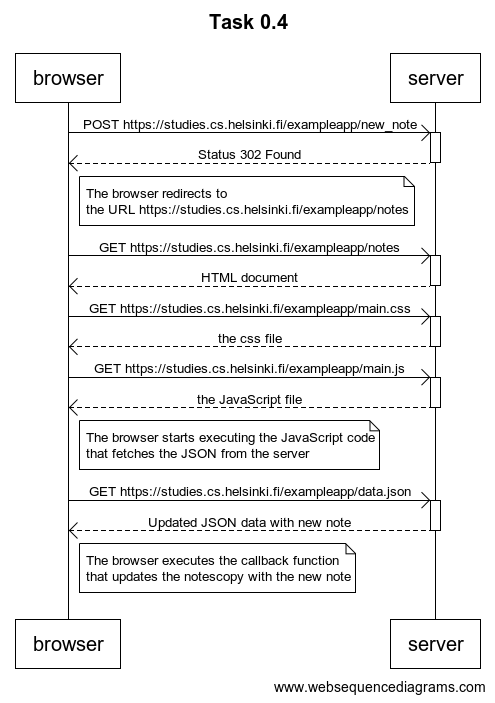 Task 0.4
browser
server
POST https://studies.cs.helsinki.fi/exampleapp/new_note
Status 302 Found
The browser redirects to
the URL https://studies.cs.helsinki.fi/exampleapp/notes
GET https://studies.cs.helsinki.fi/exampleapp/notes
HTML document
GET https://studies.cs.helsinki.fi/exampleapp/main.css
the css file
GET https://studies.cs.helsinki.fi/exampleapp/main.js
the JavaScript file
The browser starts executing the JavaScript code
that fetches the JSON from the server
GET https://studies.cs.helsinki.fi/exampleapp/data.json
Updated JSON data with new note
The browser executes the callback function
that updates the notescopy with the new note
browser
server
www.websequencediagrams.com